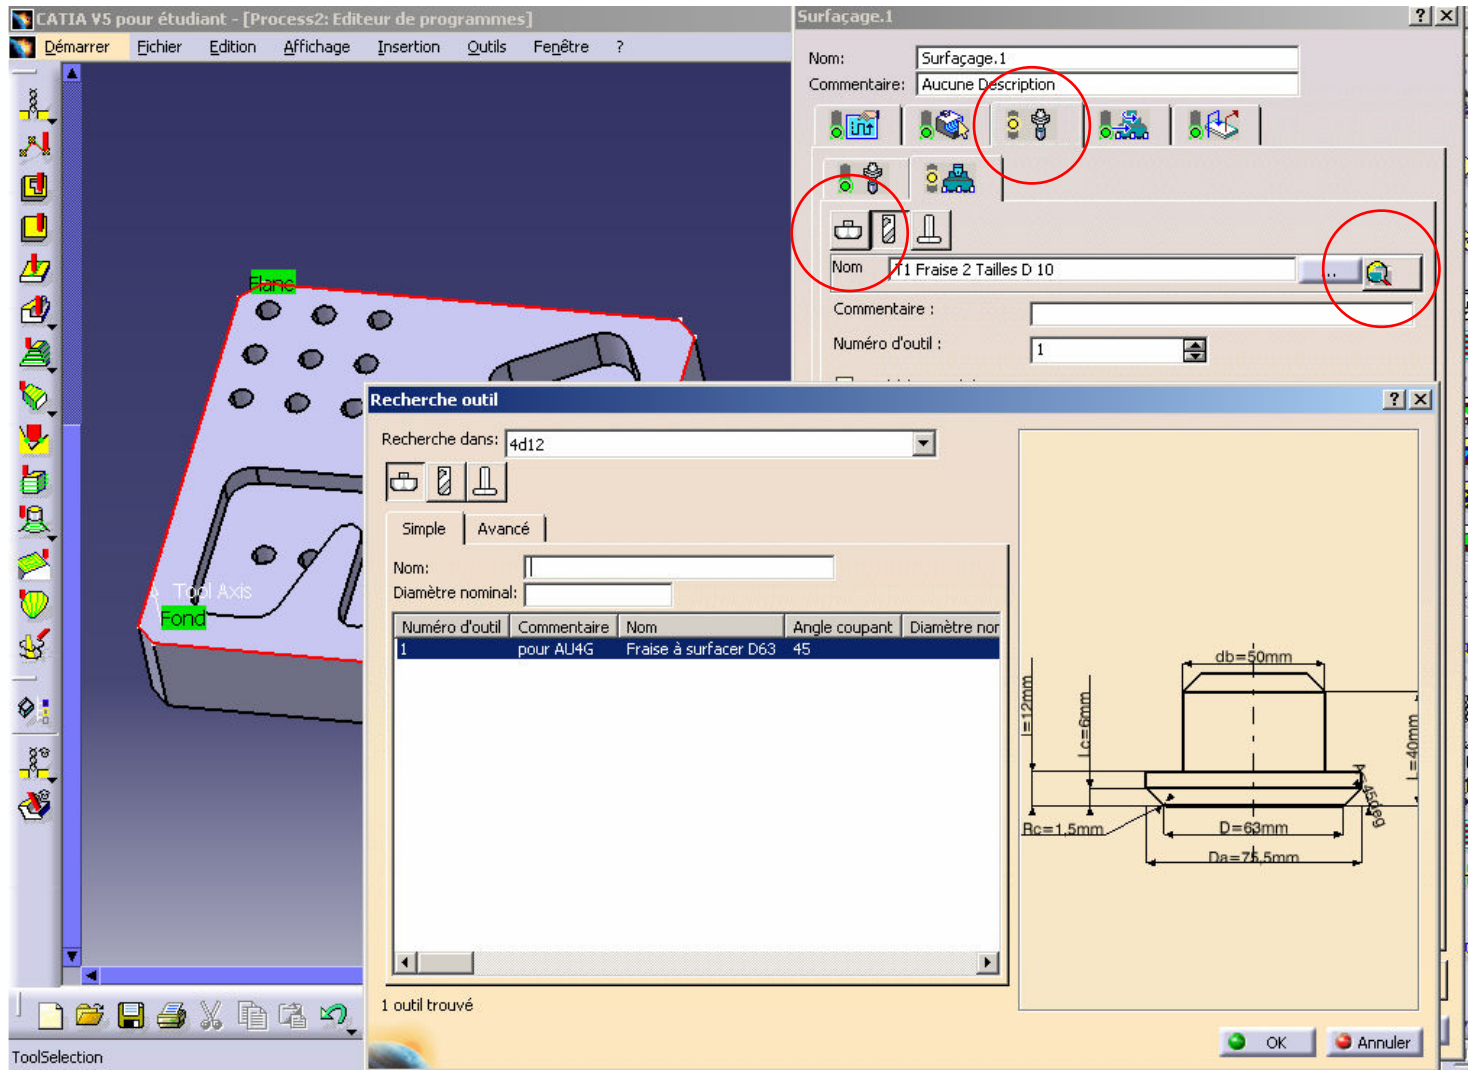 CATIA V5 pour étudiant - [Process2: Editeur de programmes]
Démarrer Fichier Edition Affichage Insertion Outils Fenêtre ?
Surfaçage.1
Nom: Surfaçage.1
Commentaire: Aucune Description
Nom T1 Fraise 2 Tailles D 10 ...
Commentaire :
Numéro d'outil : 1
Flanc
Tool Axis
Fond
Recherche outil
Recherche dans: 4d12
Simple Avancé
Nom:
Diamètre nominal:
Numéro d'outil Commentaire Nom Angle coupant Diamètre nor
1 pour AU4G Fraise à surfacer D63 45
1 outil trouvé
db=50mm
l=12mm
Lc=6mm
L=40mm
A=45deg
Rc=1,5mm
D=63mm
Da=75,5mm
OK Annuler
ToolSelection